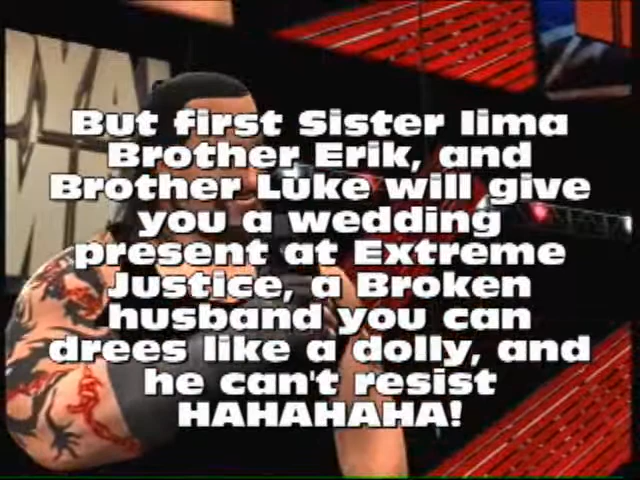 But first Sister Iima
Brother Erik, and
Brother Luke will give
you a wedding
present at Extreme
Justice, a Broken
husband you can
drees like a dolly, and
he can't resist
HAHAHAHA!